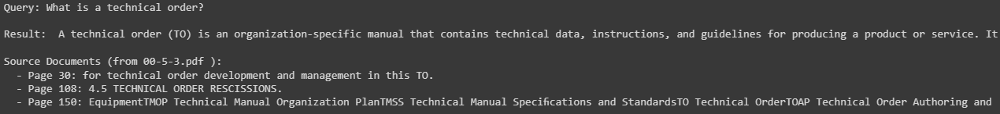 Query: What is a technical order?
Result:  A technical order (TO) is an organization-specific manual that contains technical data, instructions, and guidelines for producing a product or service. It
Source Documents (from 00-5-3.pdf ):
- Page 30: for technical order development and management in this TO.
- Page 108: 4.5 TECHNICAL ORDER RESCISSIONS.
- Page 150: EquipmentTMOP Technical Manual Organization PlanTMSS Technical Manual Specifications and StandardsTO Technical OrderTOAP Technical Order Authoring and